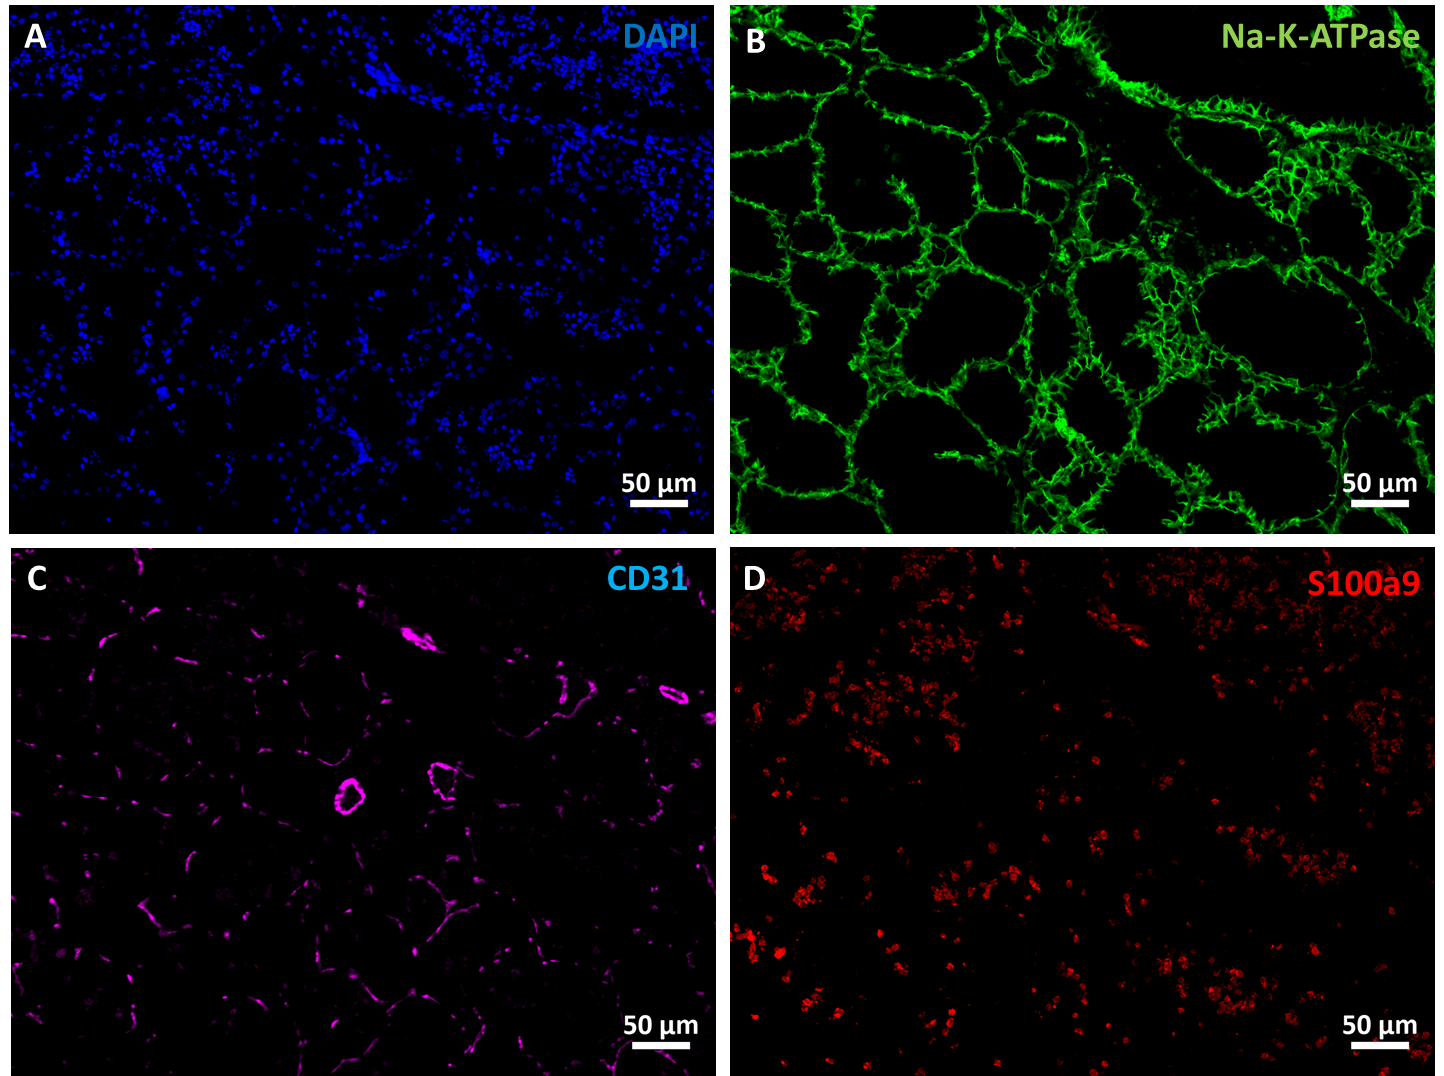 A
DAPI
B
Na-K-ATPase
50 µm
50 µm
C
CD31
D
S100a9
50 µm
50 µm